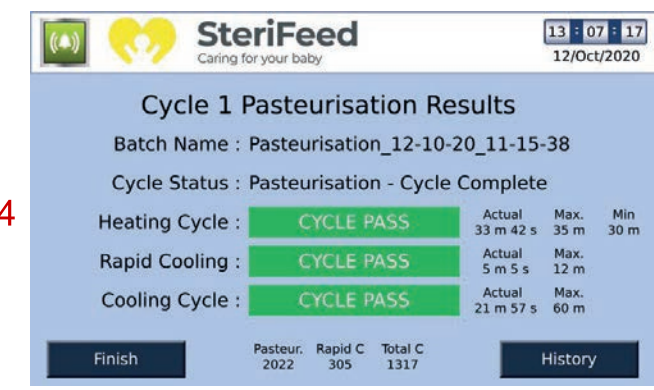 SteriFeed
Caring for your baby
13 : 07 : 17
12/Oct/2020
Cycle 1 Pasteurisation Results
Batch Name : Pasteurisation_12-10-20_11-15-38
Cycle Status : Pasteurisation - Cycle Complete
4
Heating Cycle : CYCLE PASS
Actual Max. Min
33 m 42 s 35 m 30 m
Rapid Cooling : CYCLE PASS
Actual Max.
5 m 5 s 12 m
Cooling Cycle : CYCLE PASS
Actual Max.
21 m 57 s 60 m
Finish
Pasteur. Rapid C Total C
2022 305 1317
History